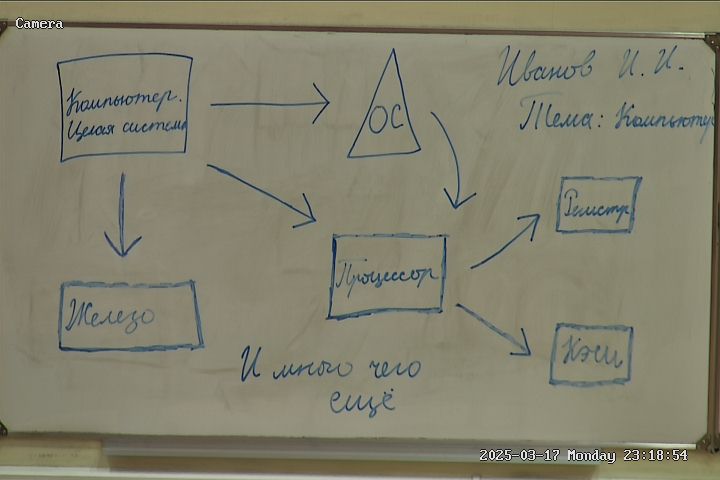 Camera
Иванов И. И.
Тема: Компьютер
Компьютер.
Целая система
ОС
Регистр
Процессор
Железо
Кэш
И много чего
ещё
2025-03-17 Monday 23:18:54